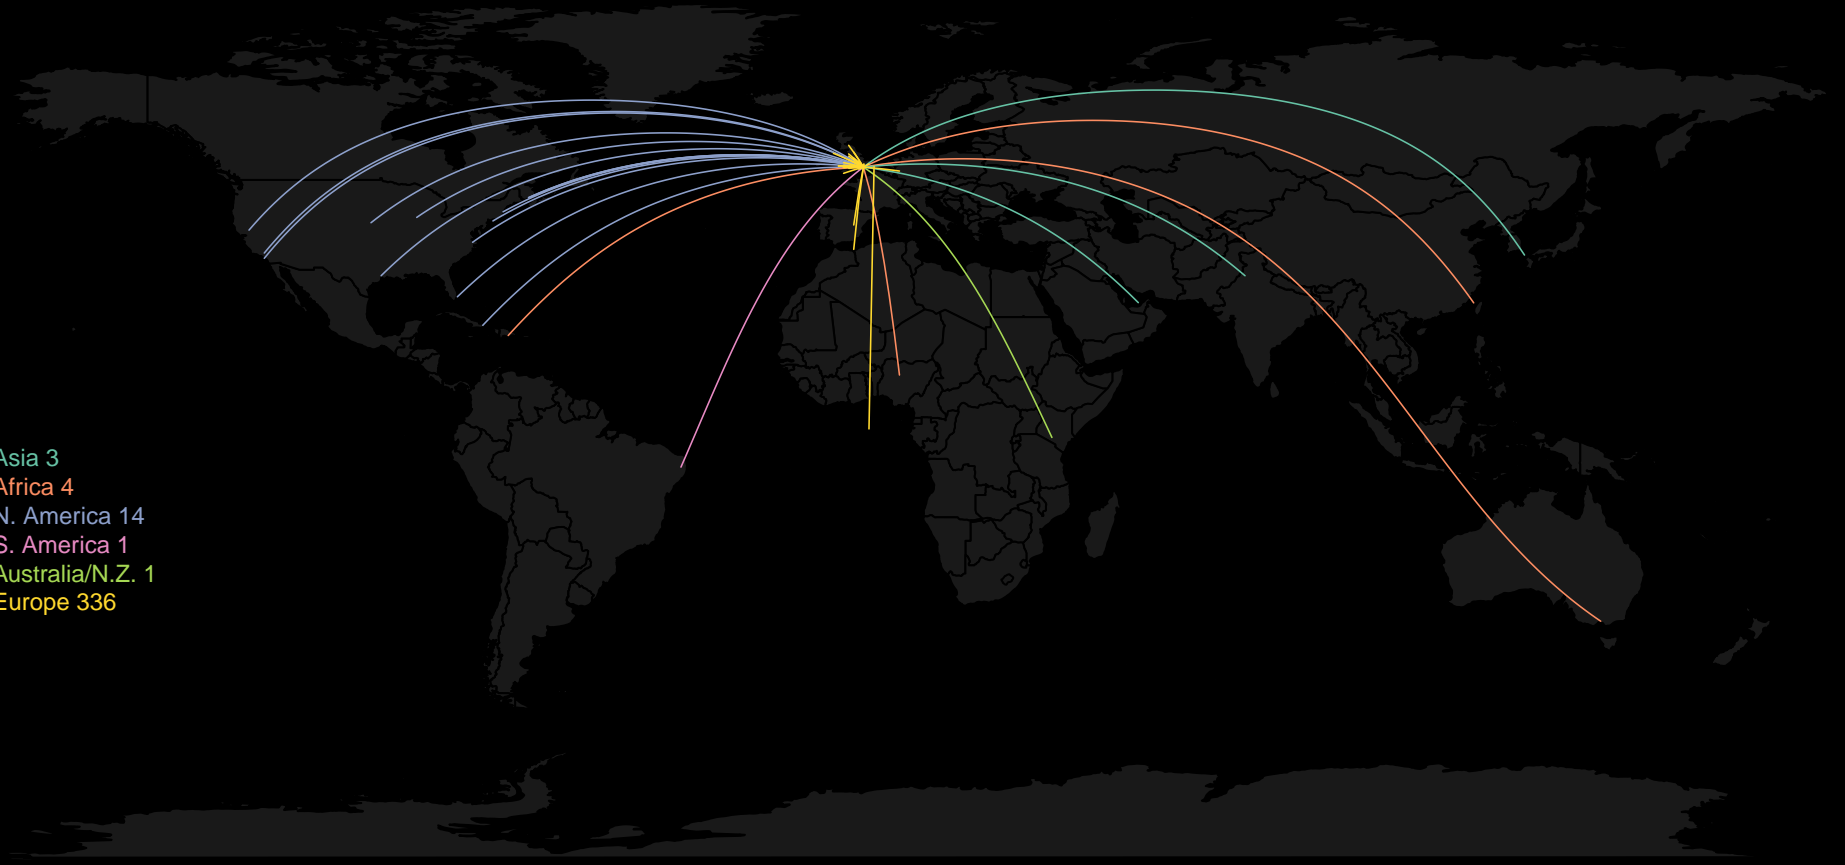 Asia 3
Africa 4
N. America 14
S. America 1
Australia/N.Z. 1
Europe 336